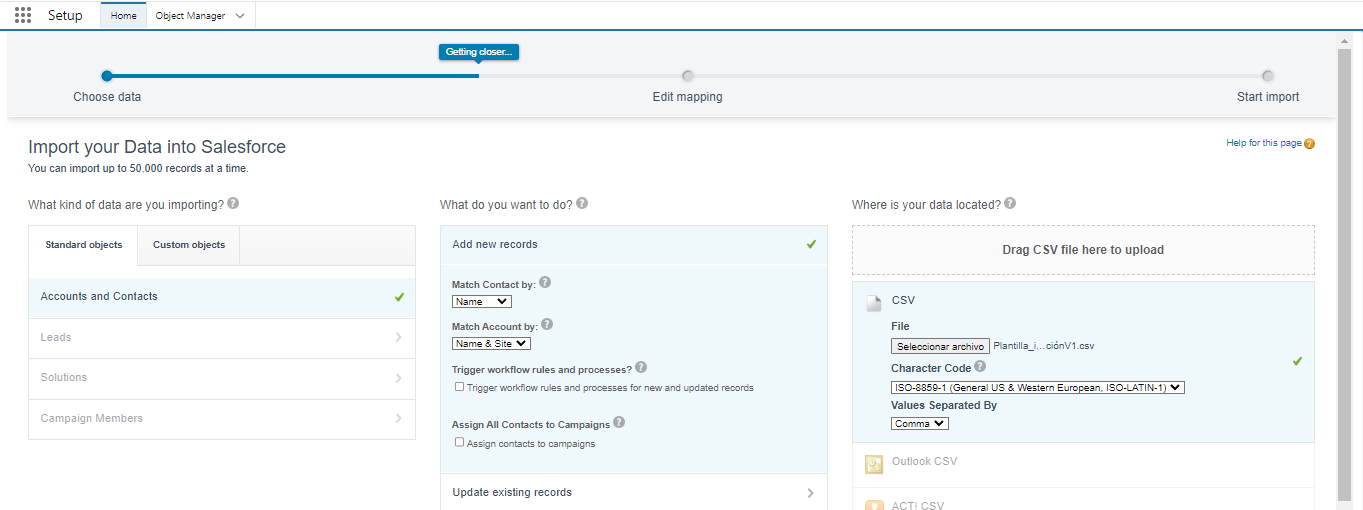 Setup
Home
Object Manager
Getting closer...
Choose data
Edit mapping
Start import
Import your Data into Salesforce
You can import up to 50,000 records at a time.
Help for this page ?
What kind of data are you importing? ?
Standard objects
Custom objects
Accounts and Contacts
Leads
Solutions
Campaign Members
What do you want to do? ?
Add new records
Match Contact by: ?
Name
Match Account by: ?
Name & Site
Trigger workflow rules and processes? ?
Trigger workflow rules and processes for new and updated records
Assign All Contacts to Campaigns ?
Assign contacts to campaigns
Update existing records
Where is your data located? ?
Drag CSV file here to upload
CSV
File
Seleccionar archivo Plantilla_i...ciónV1.csv
Character Code ?
ISO-8859-1 (General US & Western European, ISO-LATIN-1)
Values Separated By
Comma
Outlook CSV
ACT! CSV